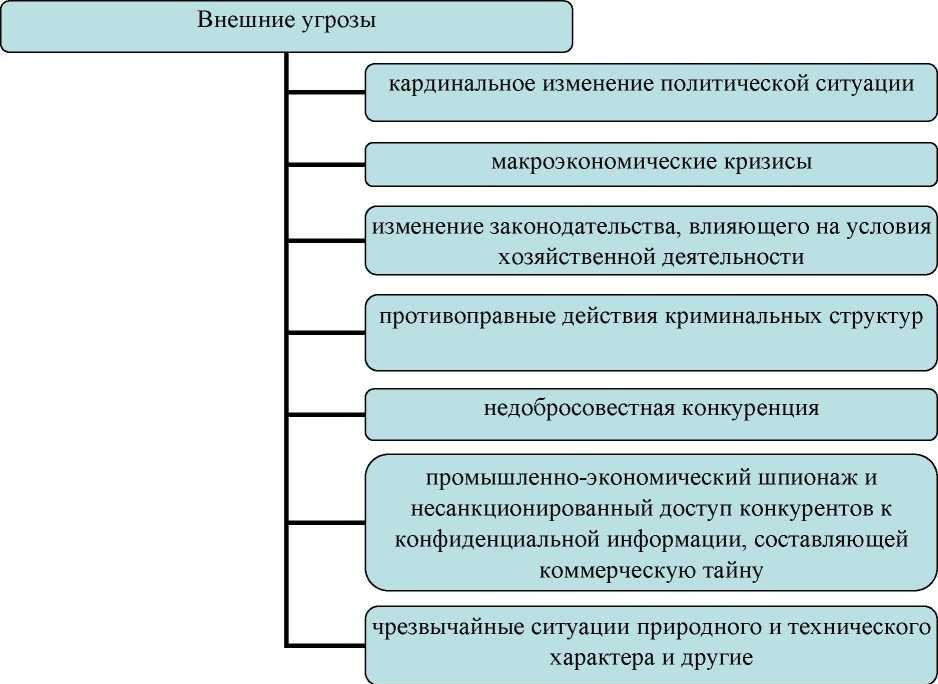 Внешние угрозы
кардинальное изменение политической ситуации
макроэкономические кризисы
изменение законодательства, влияющего на условия
хозяйственной деятельности
противоправные действия криминальных структур
недобросовестная конкуренция
промышленно-экономический шпионаж и
несанкционированный доступ конкурентов к
конфиденциальной информации, составляющей
коммерческую тайну
чрезвычайные ситуации природного и технического
характера и другие